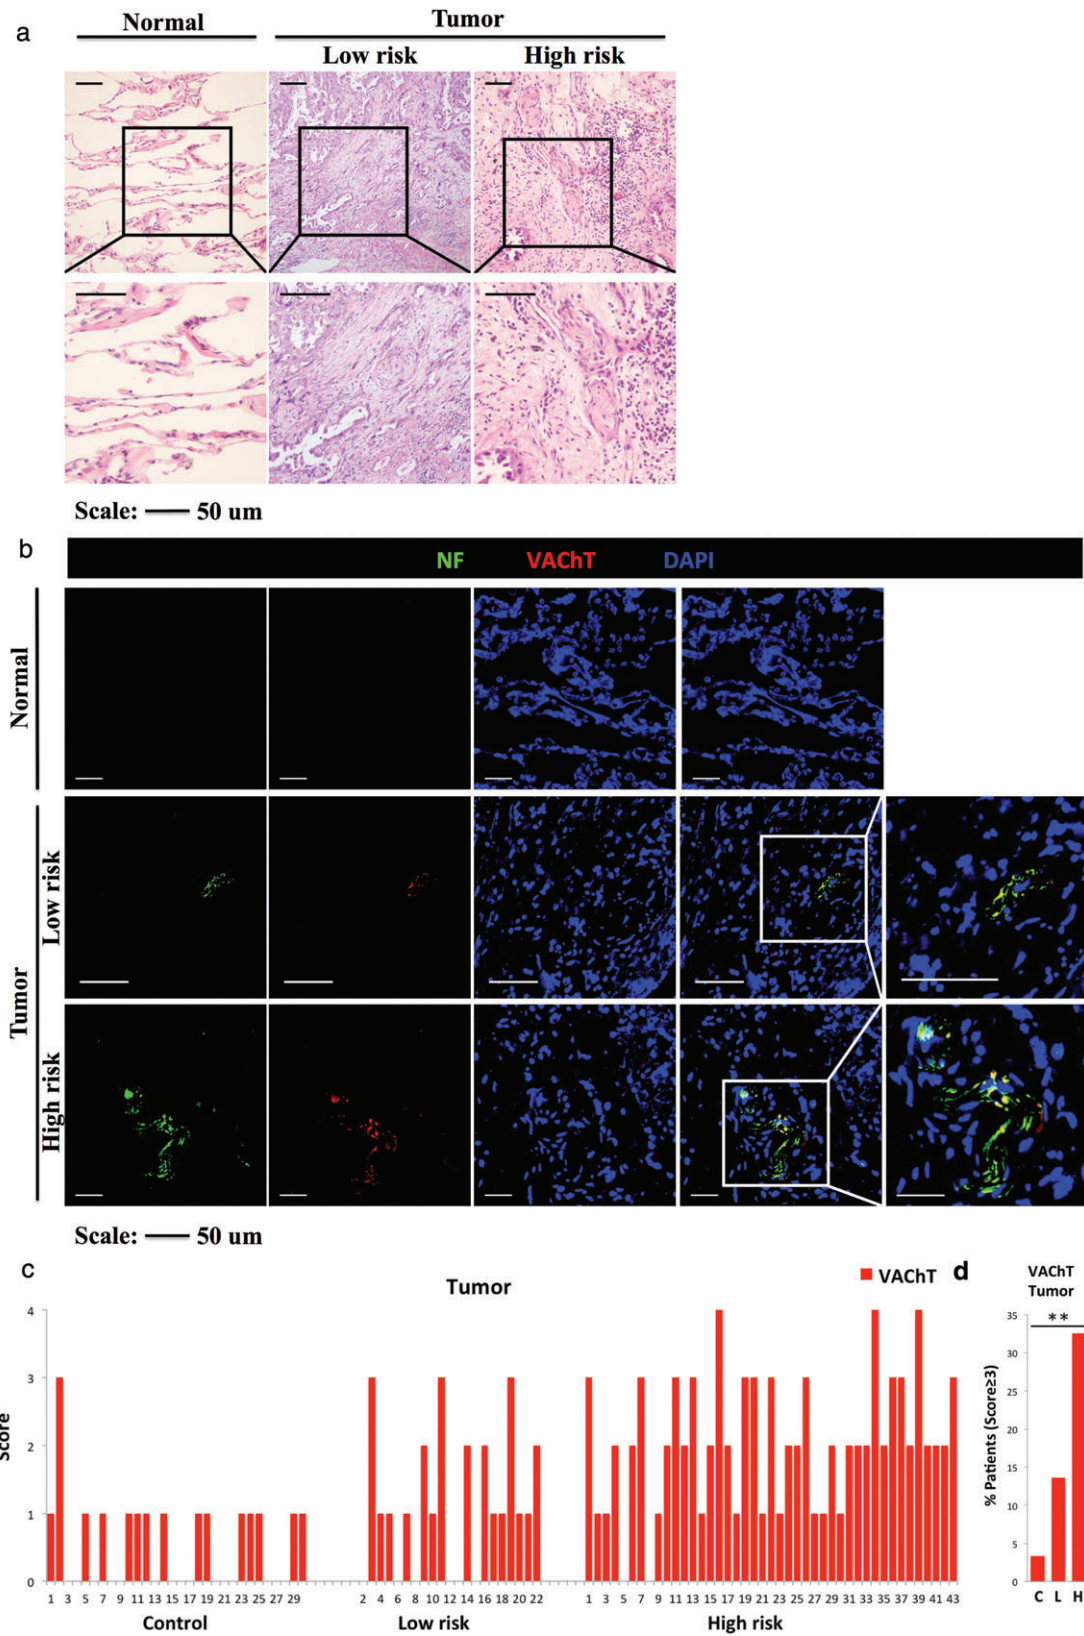 a
Normal
Tumor
Low risk
High risk
Scale: 50 um
b
NF VAChT DAPI
Normal
Tumor
Low risk
High risk
Scale: 50 um
c
Tumor
VAChT
Score
4
3
2
1
0
1 3 5 7 9 11 13 15 17 19 21 23 25 27 29
2 4 6 8 10 12 14 16 18 20 22
1 3 5 7 9 11 13 15 17 19 21 23 25 27 29 31 33 35 37 39 41 43
Control
Low risk
High risk
d
VAChT
Tumor
**
% Patients (Score≥3)
35
30
25
20
15
10
5
0
C L H